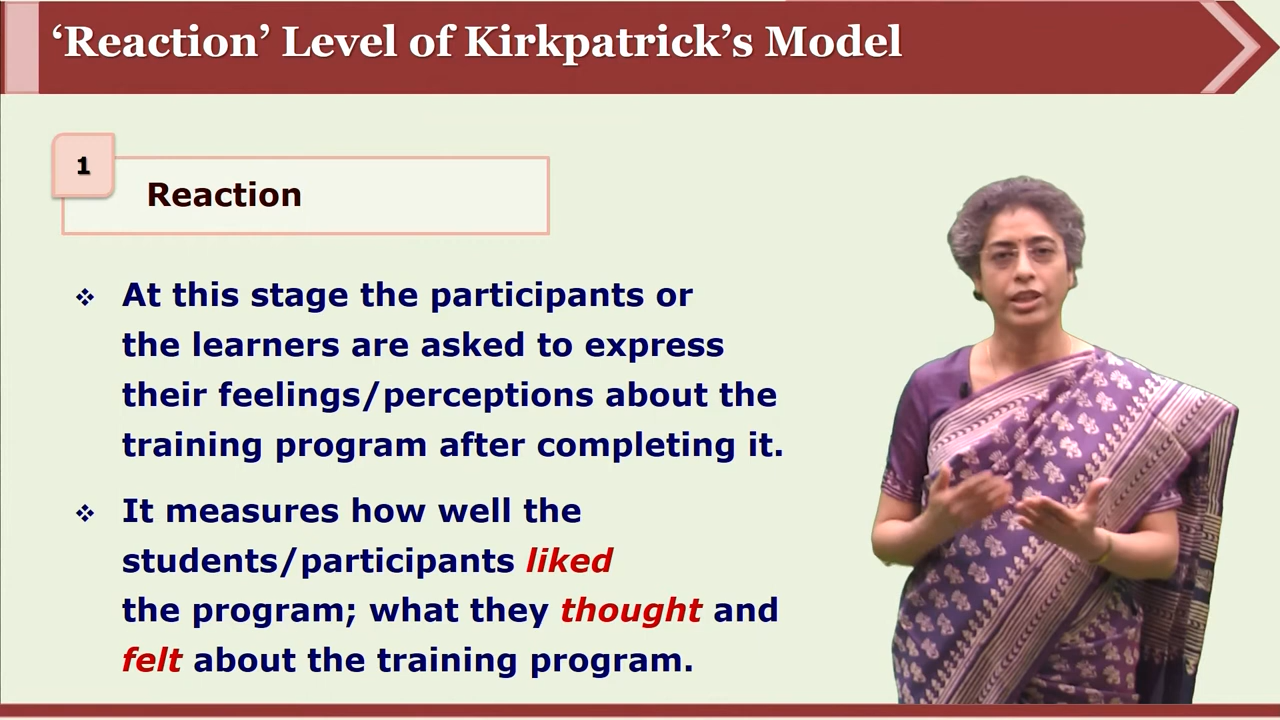 ‘Reaction’ Level of Kirkpatrick’s Model
1
Reaction
❖ At this stage the participants or
the learners are asked to express
their feelings/perceptions about the
training program after completing it.
❖ It measures how well the
students/participants liked
the program; what they thought and
felt about the training program.